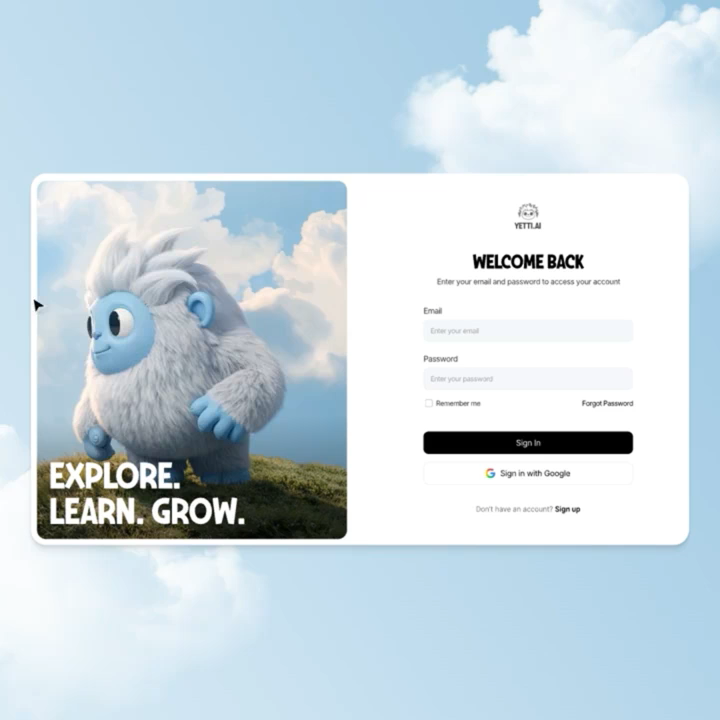 EXPLORE.
LEARN. GROW.
YETTI.AI
WELCOME BACK
Enter your email and password to access your account
Email
Enter your email
Password
Enter your password
Remember me
Forgot Password
Sign In
Sign in with Google
Don't have an account? Sign up